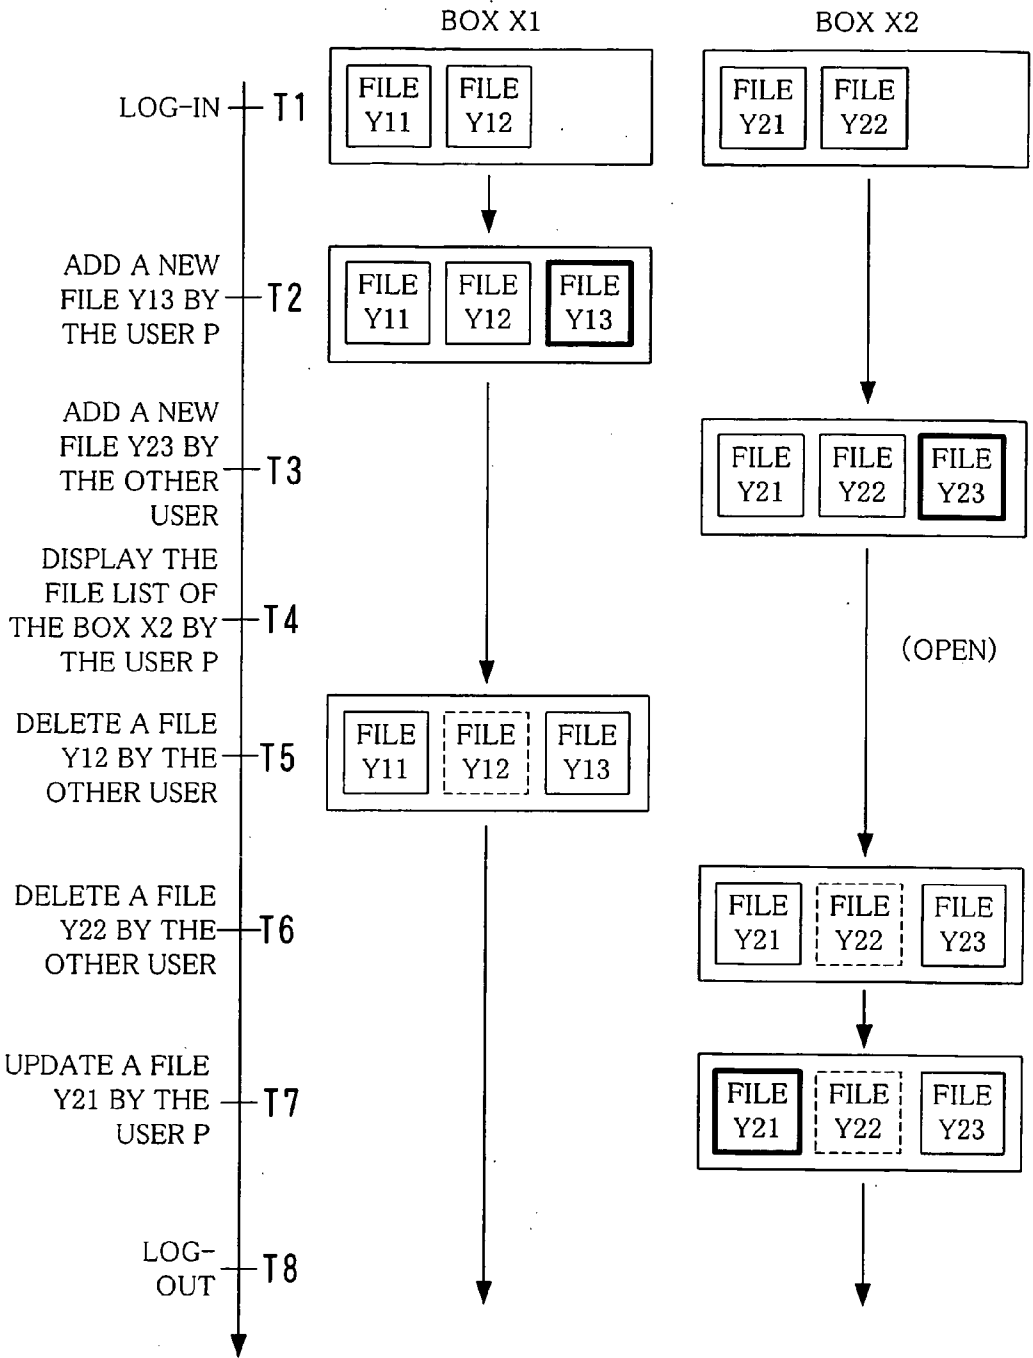 BOX X1
BOX X2
LOG-IN
T1
FILE
Y11
FILE
Y12
FILE
Y21
FILE
Y22
ADD A NEW
FILE Y13 BY
THE USER P
T2
FILE
Y11
FILE
Y12
FILE
Y13
ADD A NEW
FILE Y23 BY
THE OTHER
USER
T3
FILE
Y21
FILE
Y22
FILE
Y23
DISPLAY THE
FILE LIST OF
THE BOX X2 BY
THE USER P
T4
(OPEN)
DELETE A FILE
Y12 BY THE
OTHER USER
T5
FILE
Y11
FILE
Y12
FILE
Y13
DELETE A FILE
Y22 BY THE
OTHER USER
T6
FILE
Y21
FILE
Y22
FILE
Y23
UPDATE A FILE
Y21 BY THE
USER P
T7
FILE
Y21
FILE
Y22
FILE
Y23
LOG-
OUT
T8